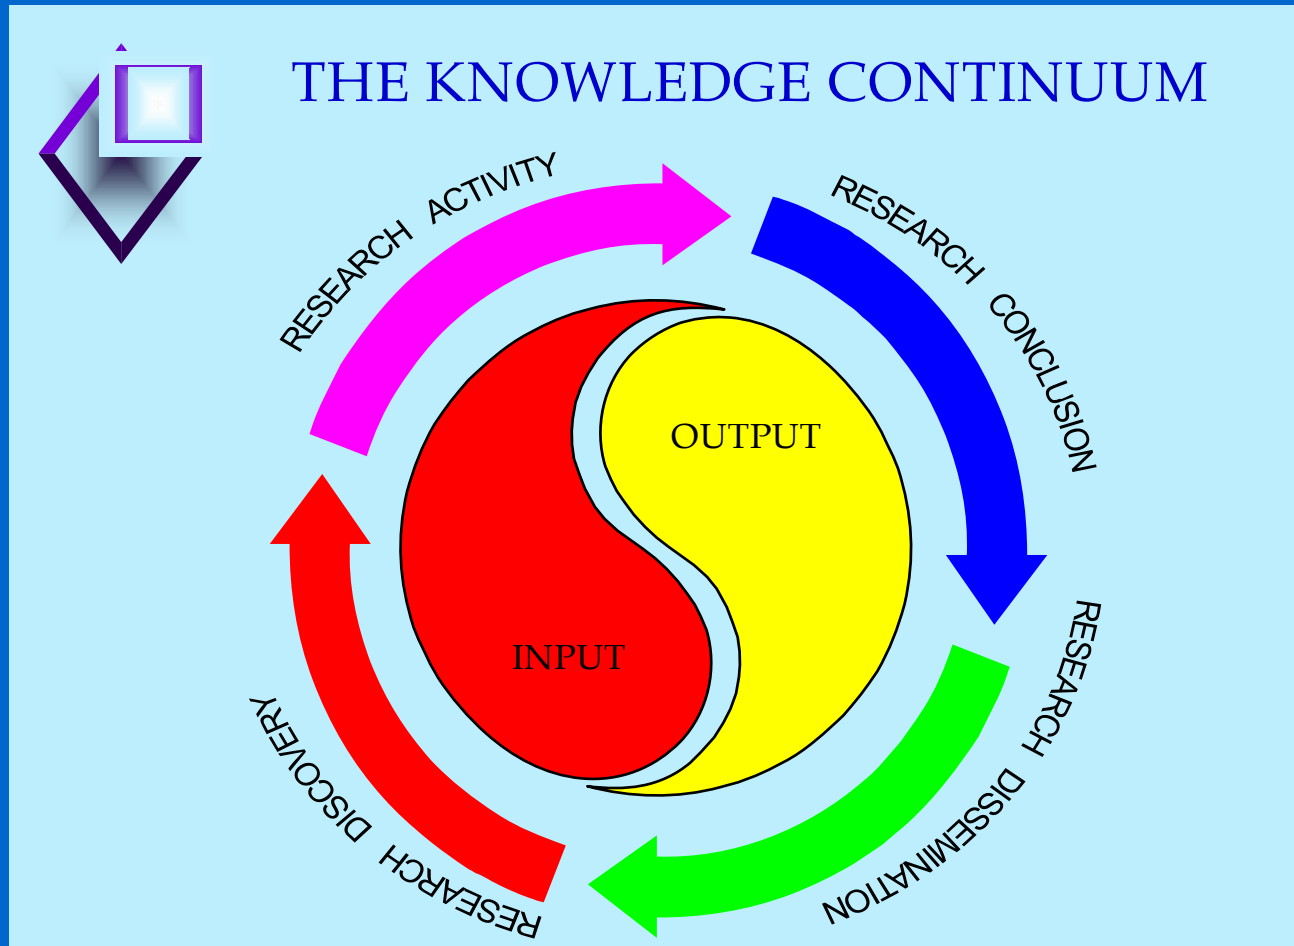 THE KNOWLEDGE CONTINUUM
RESEARCH ACTIVITY
RESEARCH CONCLUSION
OUTPUT
INPUT
RESEARCH DISSEMINATION
RESEARCH DISCOVERY